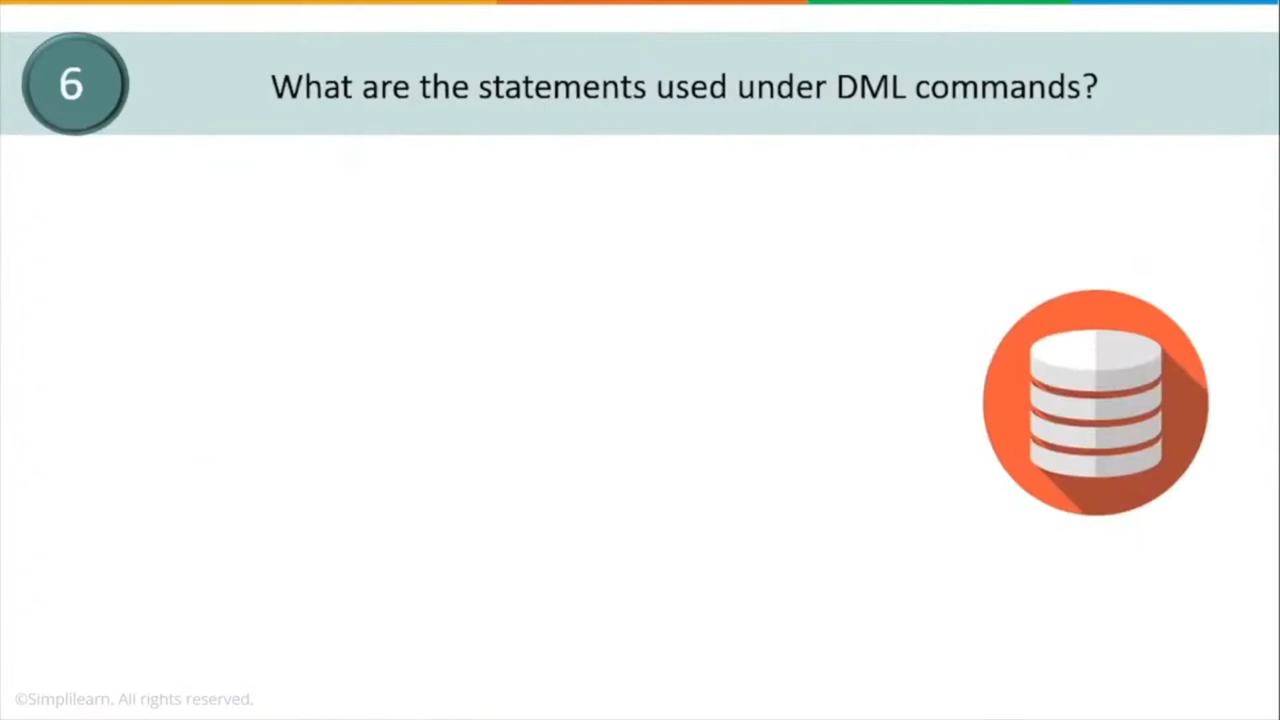 6
What are the statements used under DML commands?
©Simplilearn. All rights reserved.